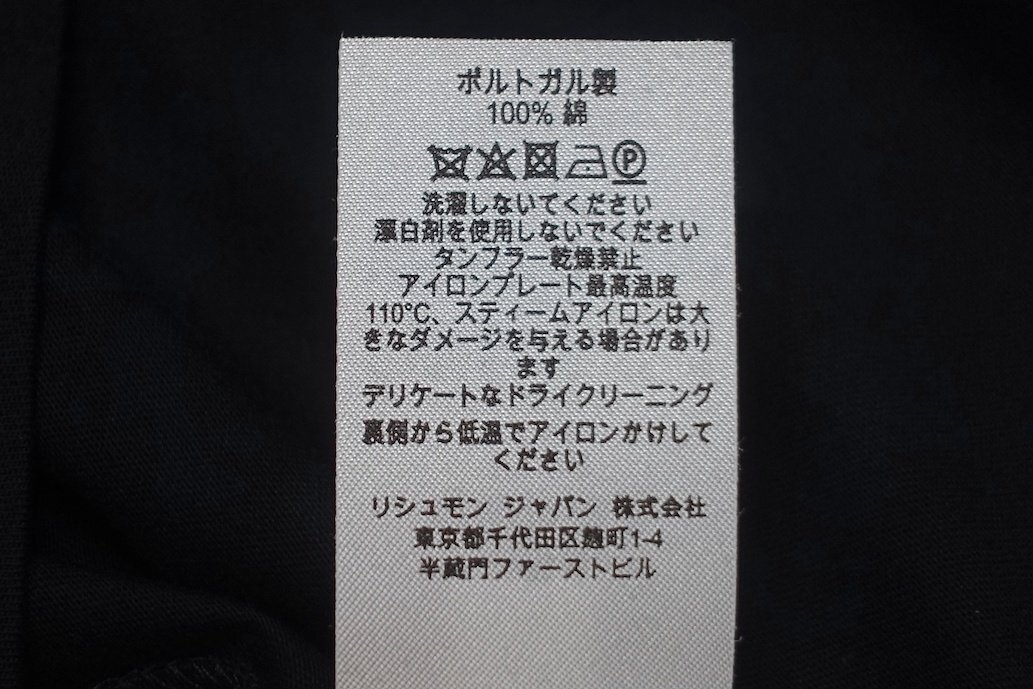 ポルトガル製
100% 綿
P
洗濯しないてください
漂白剤を使用しないでください
タンブラー乾燥禁止
アイロンプレート最高温度
110°C、スティームアイロンは大
きなダメージを与える場合があり
ます
デリケートなドライクリーニング
裏側から低温でアイロンかけして
ください
リシュモン ジャパン 株式会社
東京都千代田区麹町1-4
半蔵門ファーストビル